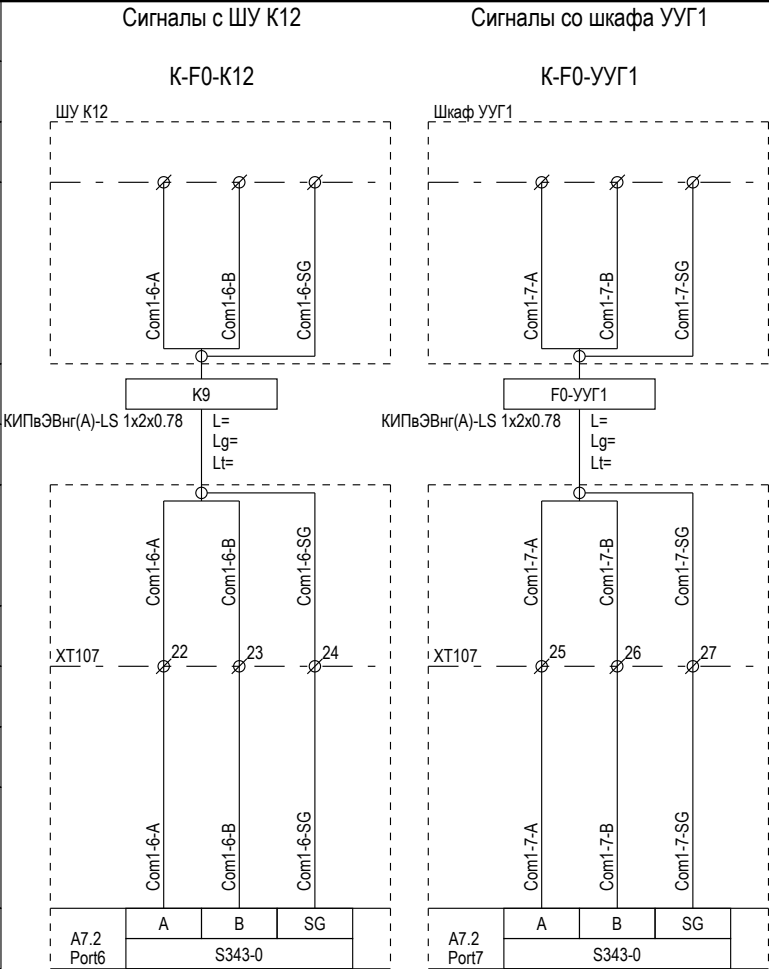 Сигналы с ШУ К12
К-F0-К12
ШУ К12
Com1-6-A
Com1-6-B
Com1-6-SG
К9
КИПвЭВнг(А)-LS 1х2х0.78
L=
Lg=
Lt=
Com1-6-A
Com1-6-B
Com1-6-SG
XT107
22
23
24
Com1-6-A
Com1-6-B
Com1-6-SG
A7.2
Port6
A
B
SG
S343-0
Сигналы со шкафа УУГ1
К-F0-УУГ1
Шкаф УУГ1
Com1-7-A
Com1-7-B
Com1-7-SG
F0-УУГ1
КИПвЭВнг(А)-LS 1х2х0.78
L=
Lg=
Lt=
Com1-7-A
Com1-7-B
Com1-7-SG
XT107
25
26
27
Com1-7-A
Com1-7-B
Com1-7-SG
A7.2
Port7
A
B
SG
S343-0